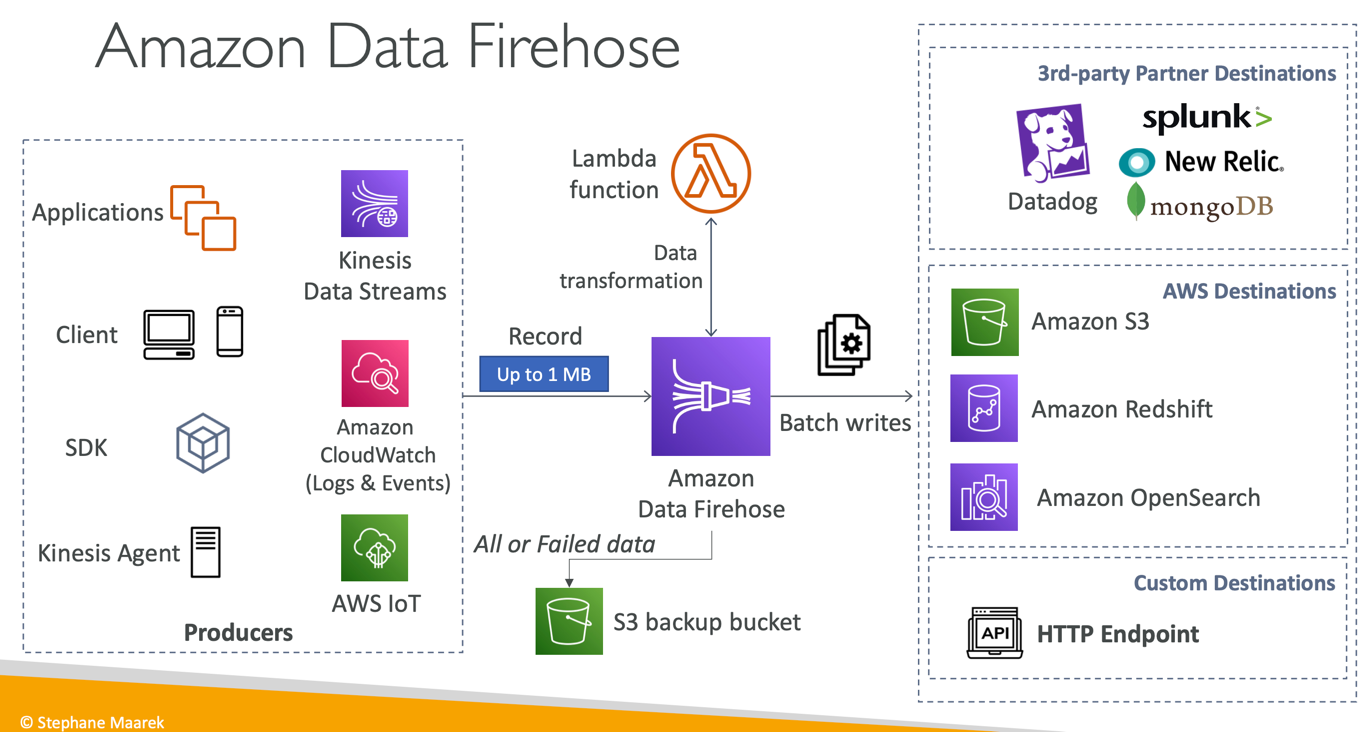 Amazon Data Firehose
Applications
Client
SDK
Kinesis Agent
Kinesis
Data Streams
Amazon
CloudWatch
(Logs & Events)
AWS IoT
Producers
Record
Up to 1 MB
Lambda
function
Data
transformation
Amazon
Data Firehose
All or Failed data
S3 backup bucket
Batch writes
3rd-party Partner Destinations
Datadog
splunk>
New Relic.
mongoDB
AWS Destinations
Amazon S3
Amazon Redshift
Amazon OpenSearch
Custom Destinations
API
HTTP Endpoint
© Stephane Maarek